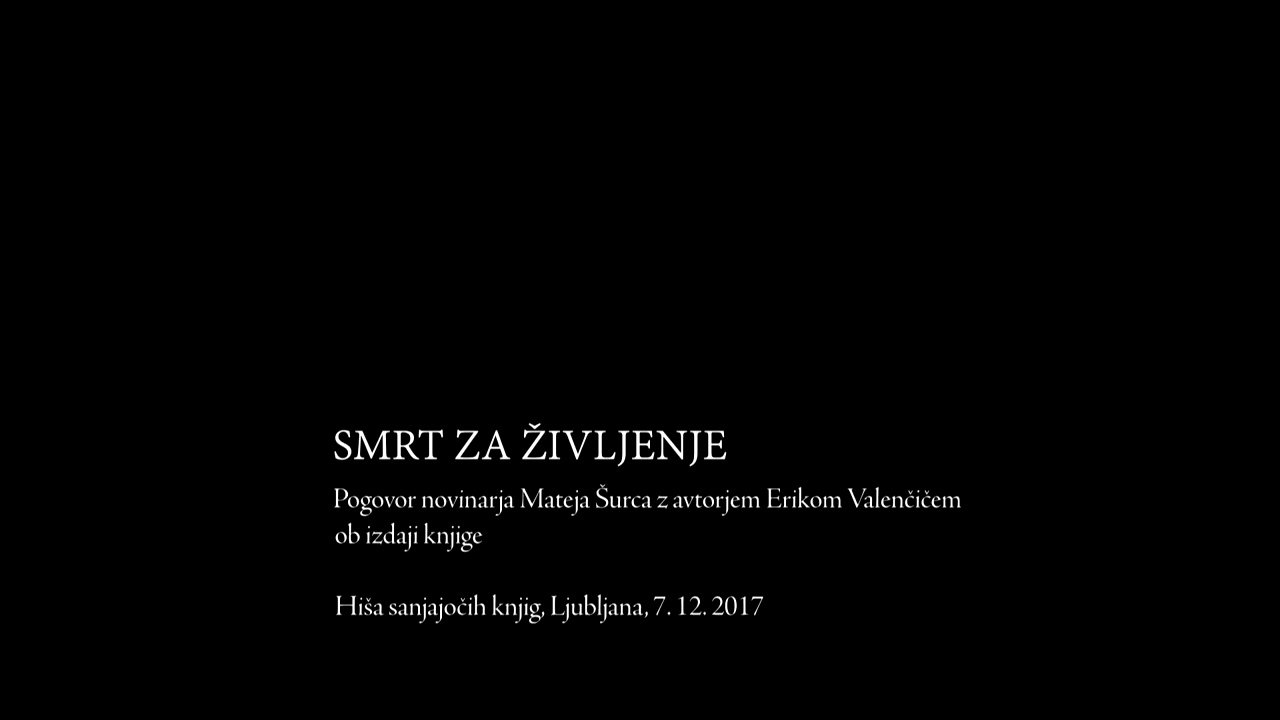 SMRT ZA ŽIVLJENJE
Pogovor novinarja Mateja Šurca z avtorjem Erikom Valenčičem
ob izdaji knjige
Hiša sanjajočih knjig, Ljubljana, 7. 12. 2017